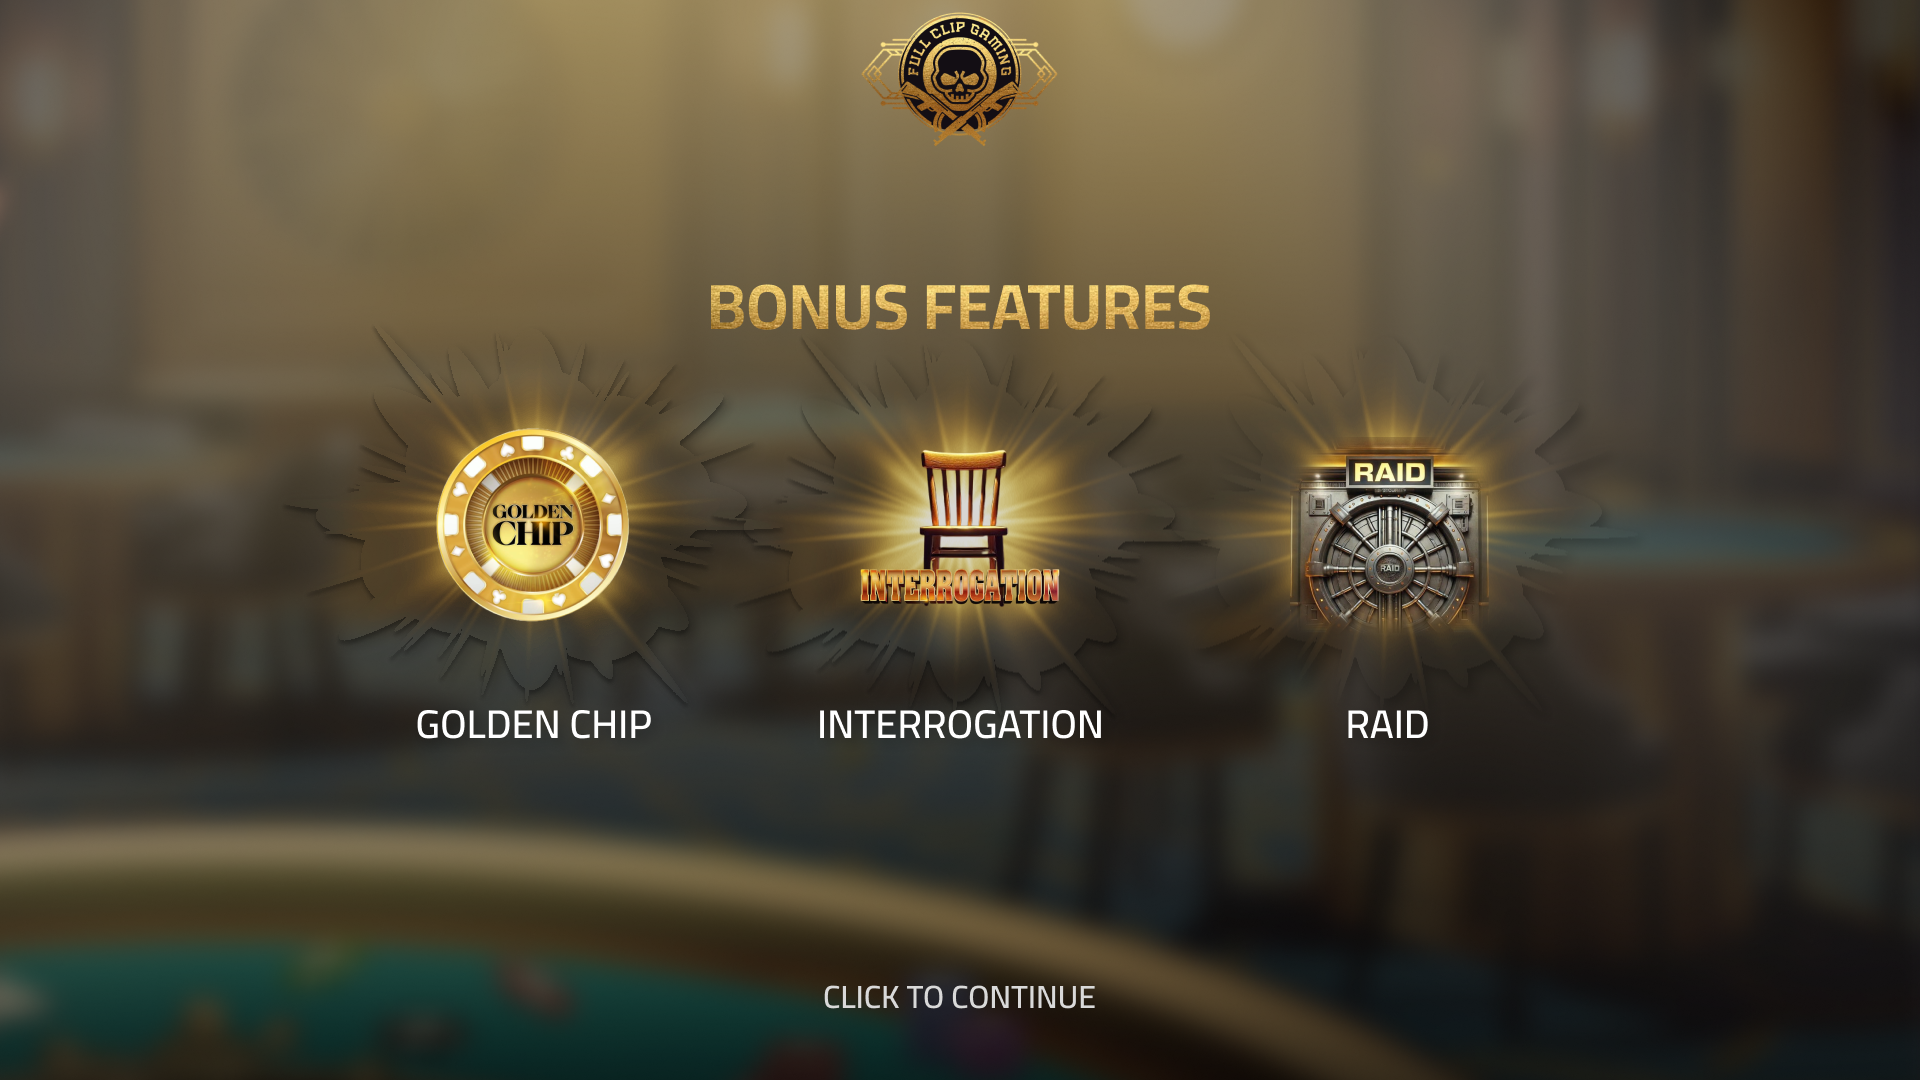 FULL CLIP GAMING
BONUS FEATURES
GOLDEN
CHIP
INTERROGATION
RAID
RAID
GOLDEN CHIP
INTERROGATION
RAID
CLICK TO CONTINUE